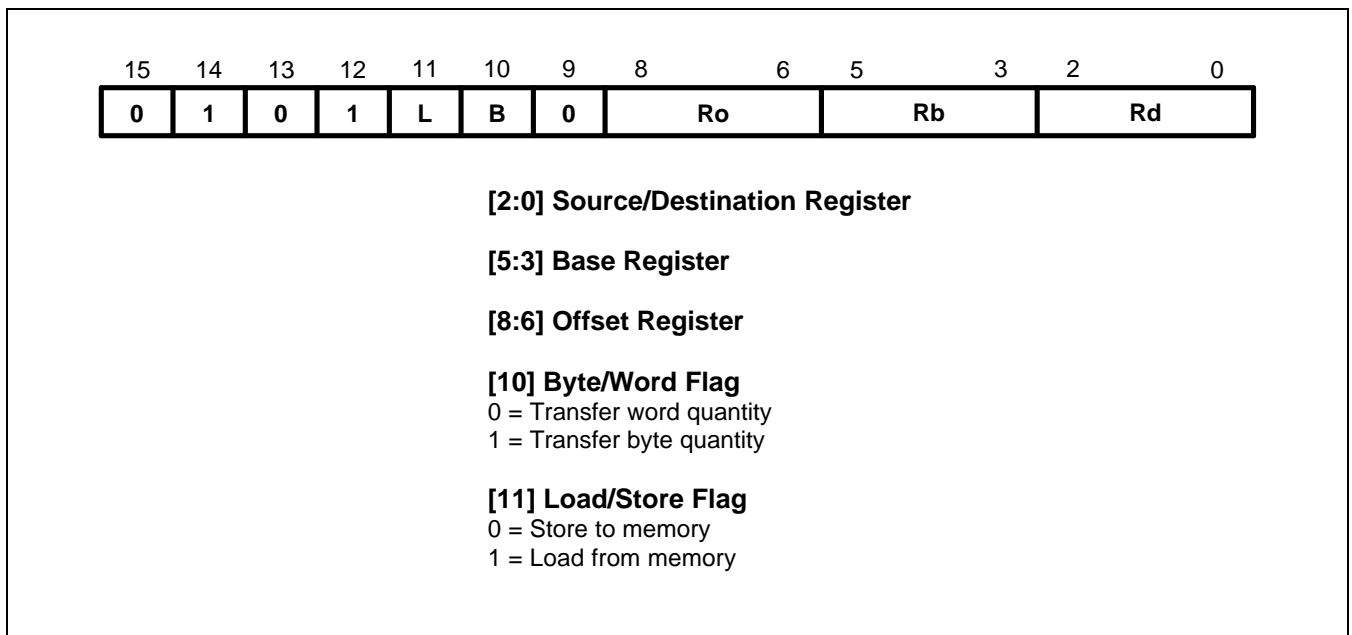 15 14 13 12 11 10 9 8 6 5 3 2 0
0 1 0 1 L B 0 Ro Rb Rd
[2:0] Source/Destination Register
[5:3] Base Register
[8:6] Offset Register
[10] Byte/Word Flag
0 = Transfer word quantity
1 = Transfer byte quantity
[11] Load/Store Flag
0 = Store to memory
1 = Load from memory